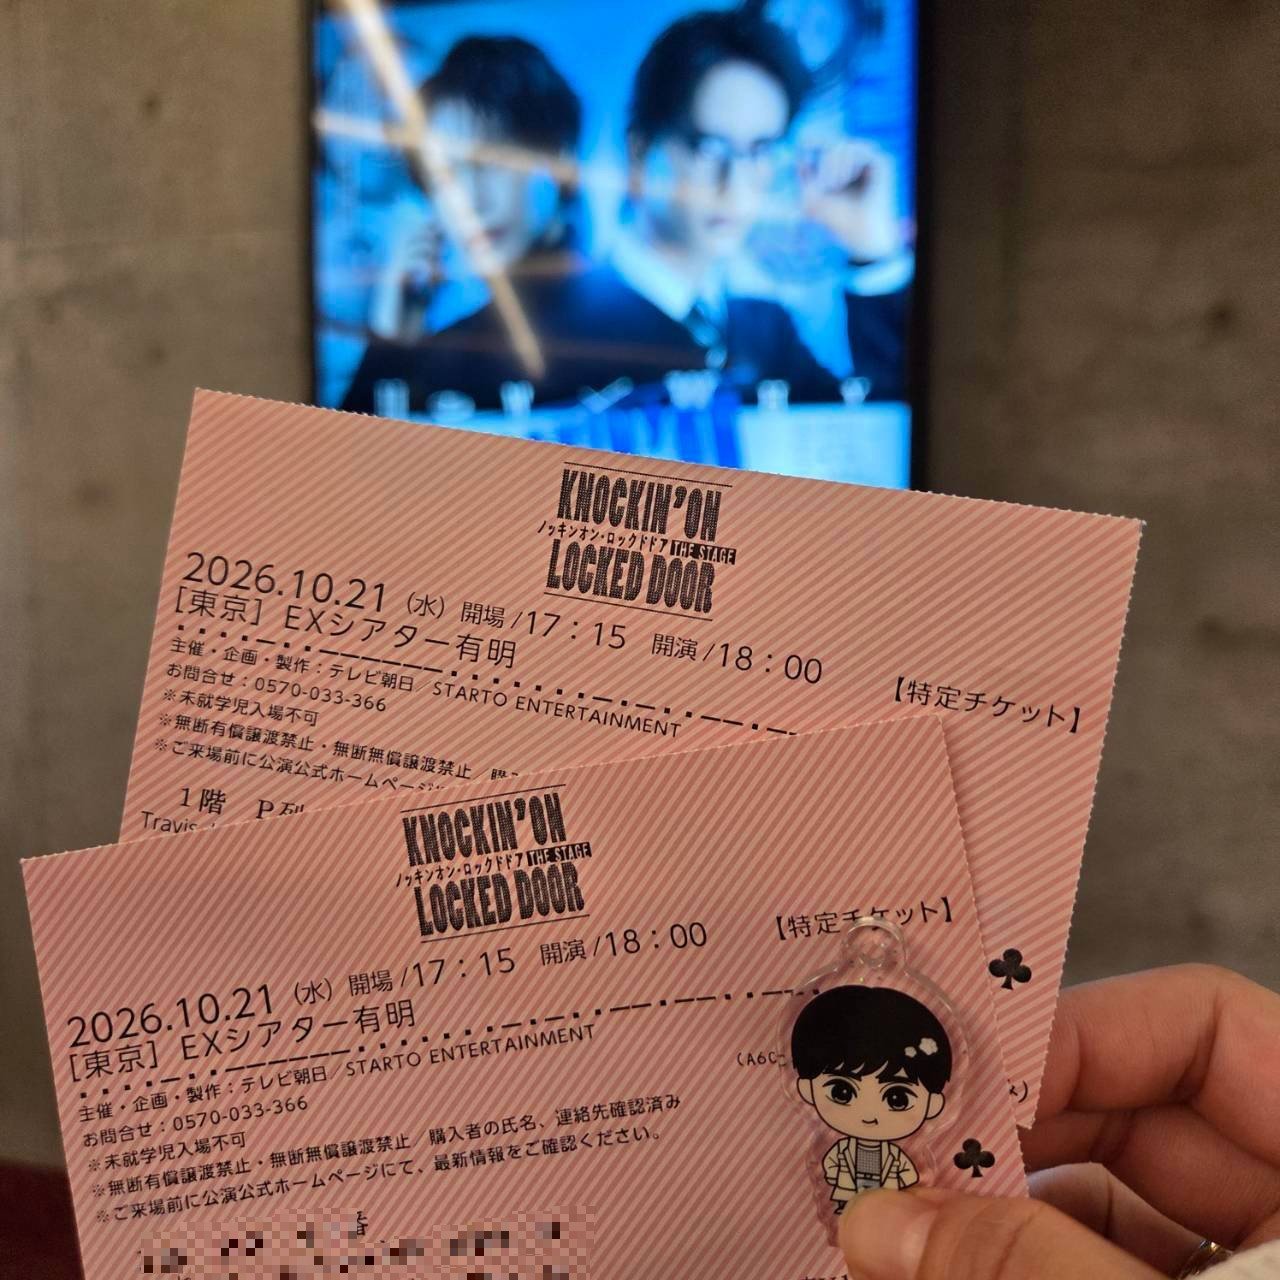 KNOCKIN'ON
ノッキンオン・ロックドドア THE STAGE
LOCKED DOOR
2026.10.21（水）開場/17：15 開演/18：00
［東京］EXシアター有明
【特定チケット】
主催・企画・製作：テレビ朝日／STARTO ENTERTAINMENT
お問合せ：0570-033-366
※未就学児入場不可
※無断有償譲渡禁止・無断無償譲渡禁止／購
※ご来場前に公演公式ホームページ
1階 P列
Travis
KNOCKIN'ON
ノッキンオン・ロックドドア THE STAGE
LOCKED DOOR
2026.10.21（水）開場/17：15 開演/18：00
【特定チケット】
［東京］EXシアター有明
主催・企画・製作：テレビ朝日／STARTO ENTERTAINMENT
(A6C
お問合せ：0570-033-366
※未就学児入場不可
※無断有償譲渡禁止・無断無償譲渡禁止／購入者の氏名、連絡先確認済み
※ご来場前に公演公式ホームページにて、最新情報をご確認ください。
番